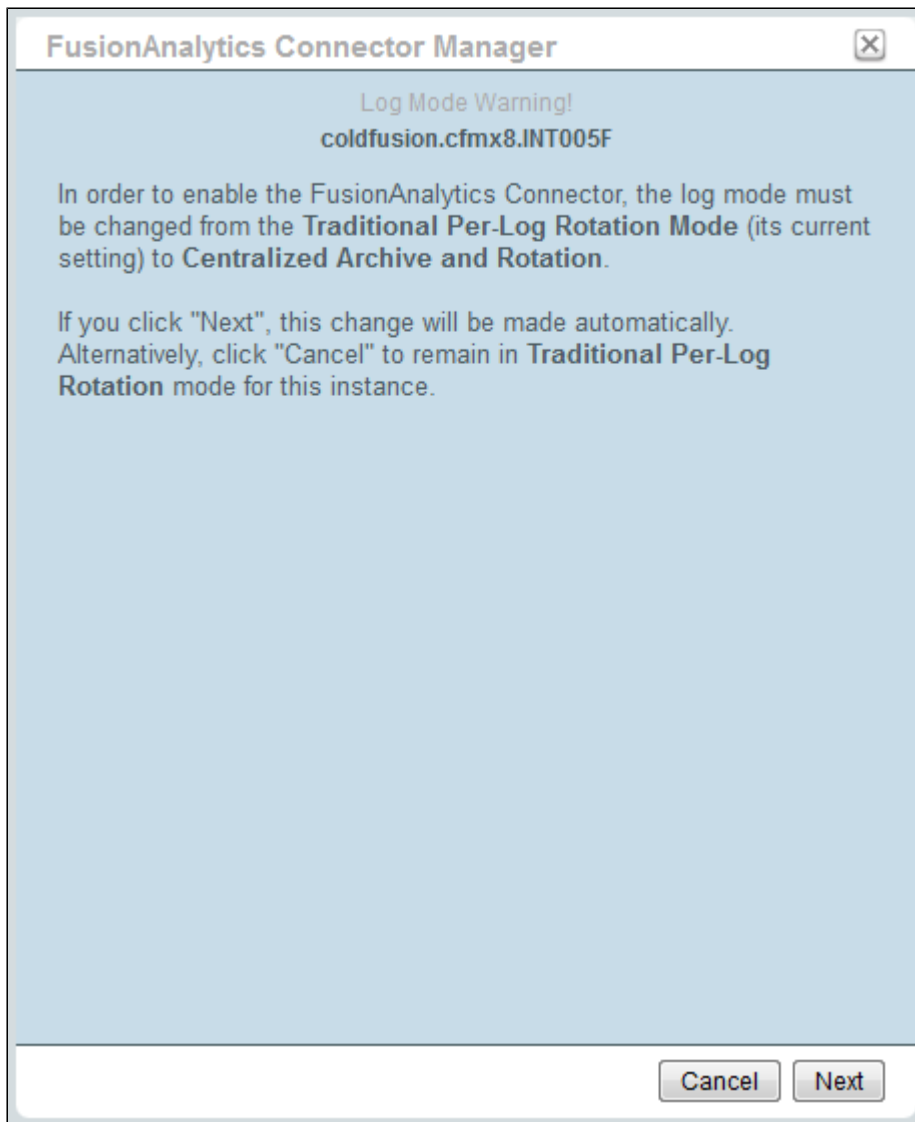 FusionAnalytics Connector Manager
Log Mode Warning!
coldfusion.cfmx8.INT005F
In order to enable the FusionAnalytics Connector, the log mode must
be changed from the Traditional Per-Log Rotation Mode (its current
setting) to Centralized Archive and Rotation.
If you click "Next", this change will be made automatically.
Alternatively, click "Cancel" to remain in Traditional Per-Log
Rotation mode for this instance.
Cancel Next